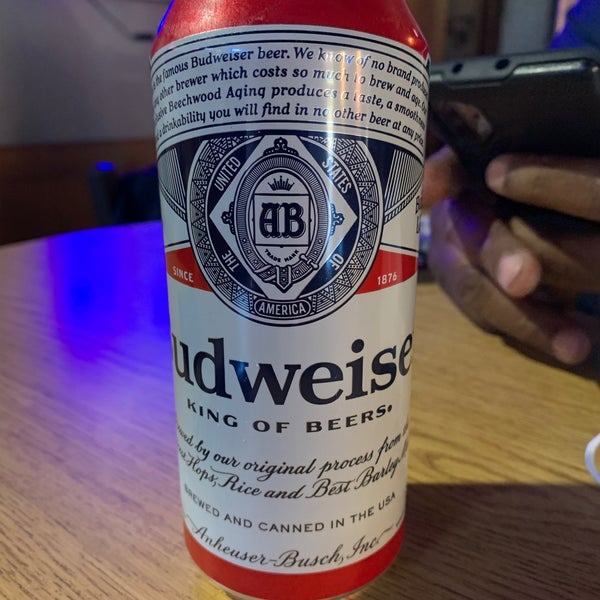 the famous Budweiser beer. We know of no brand
other brewer which costs so much to brew and age.
Beechwood Aging produces a taste, a
drinkability you will find in no other beer at any
THE UNITED STATES OF AMERICA
AB
TRADE MARK
SINCE 1876
udweise
KING OF BEERS®
by our original process from
Hops, Rice and Best Barley
BREWED AND CANNED IN THE USA
Anheuser-Busch, Inc.